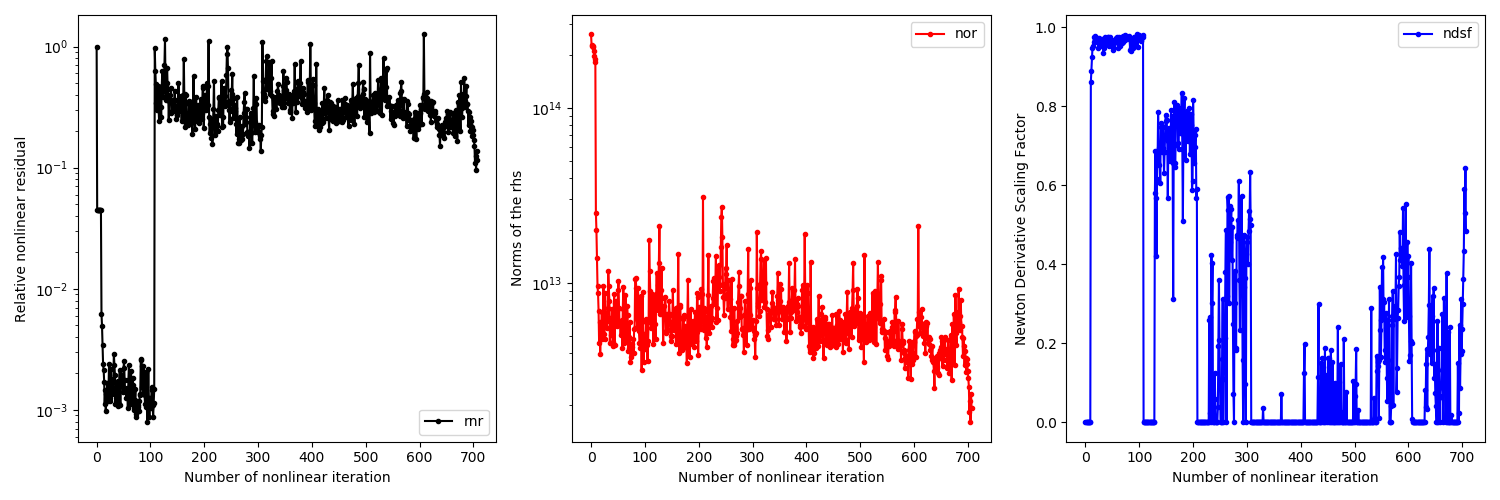 Relative nonlinear residual
10⁰
10⁻¹
10⁻²
10⁻³
0 100 200 300 400 500 600 700
Number of nonlinear iteration
rnr
Norms of the rhs
10¹⁴
10¹³
0 100 200 300 400 500 600 700
Number of nonlinear iteration
nor
Newton Derivative Scaling Factor
1.0
0.8
0.6
0.4
0.2
0.0
0 100 200 300 400 500 600 700
Number of nonlinear iteration
ndsf